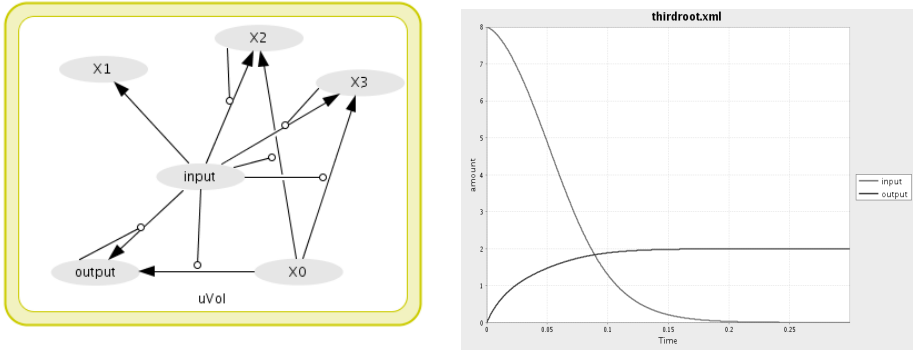 X2
X1
X3
input
output
X0
uVol
thirdroot.xml
8
7
6
5
4
3
2
1
0
amount
0
0.05
0.1
0.15
0.2
0.25
Time
input
output